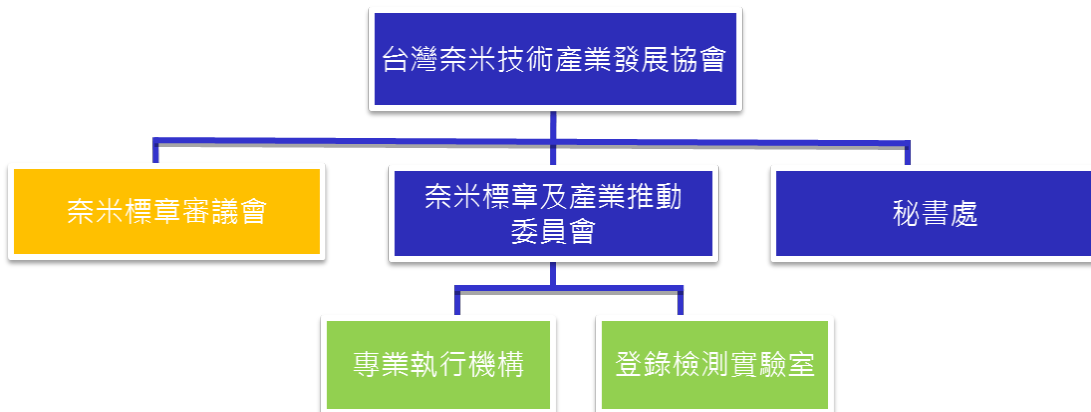 台灣奈米技術產業發展協會
奈米標章審議會
奈米標章及產業推動
委員會
秘書處
專業執行機構
登錄檢測實驗室